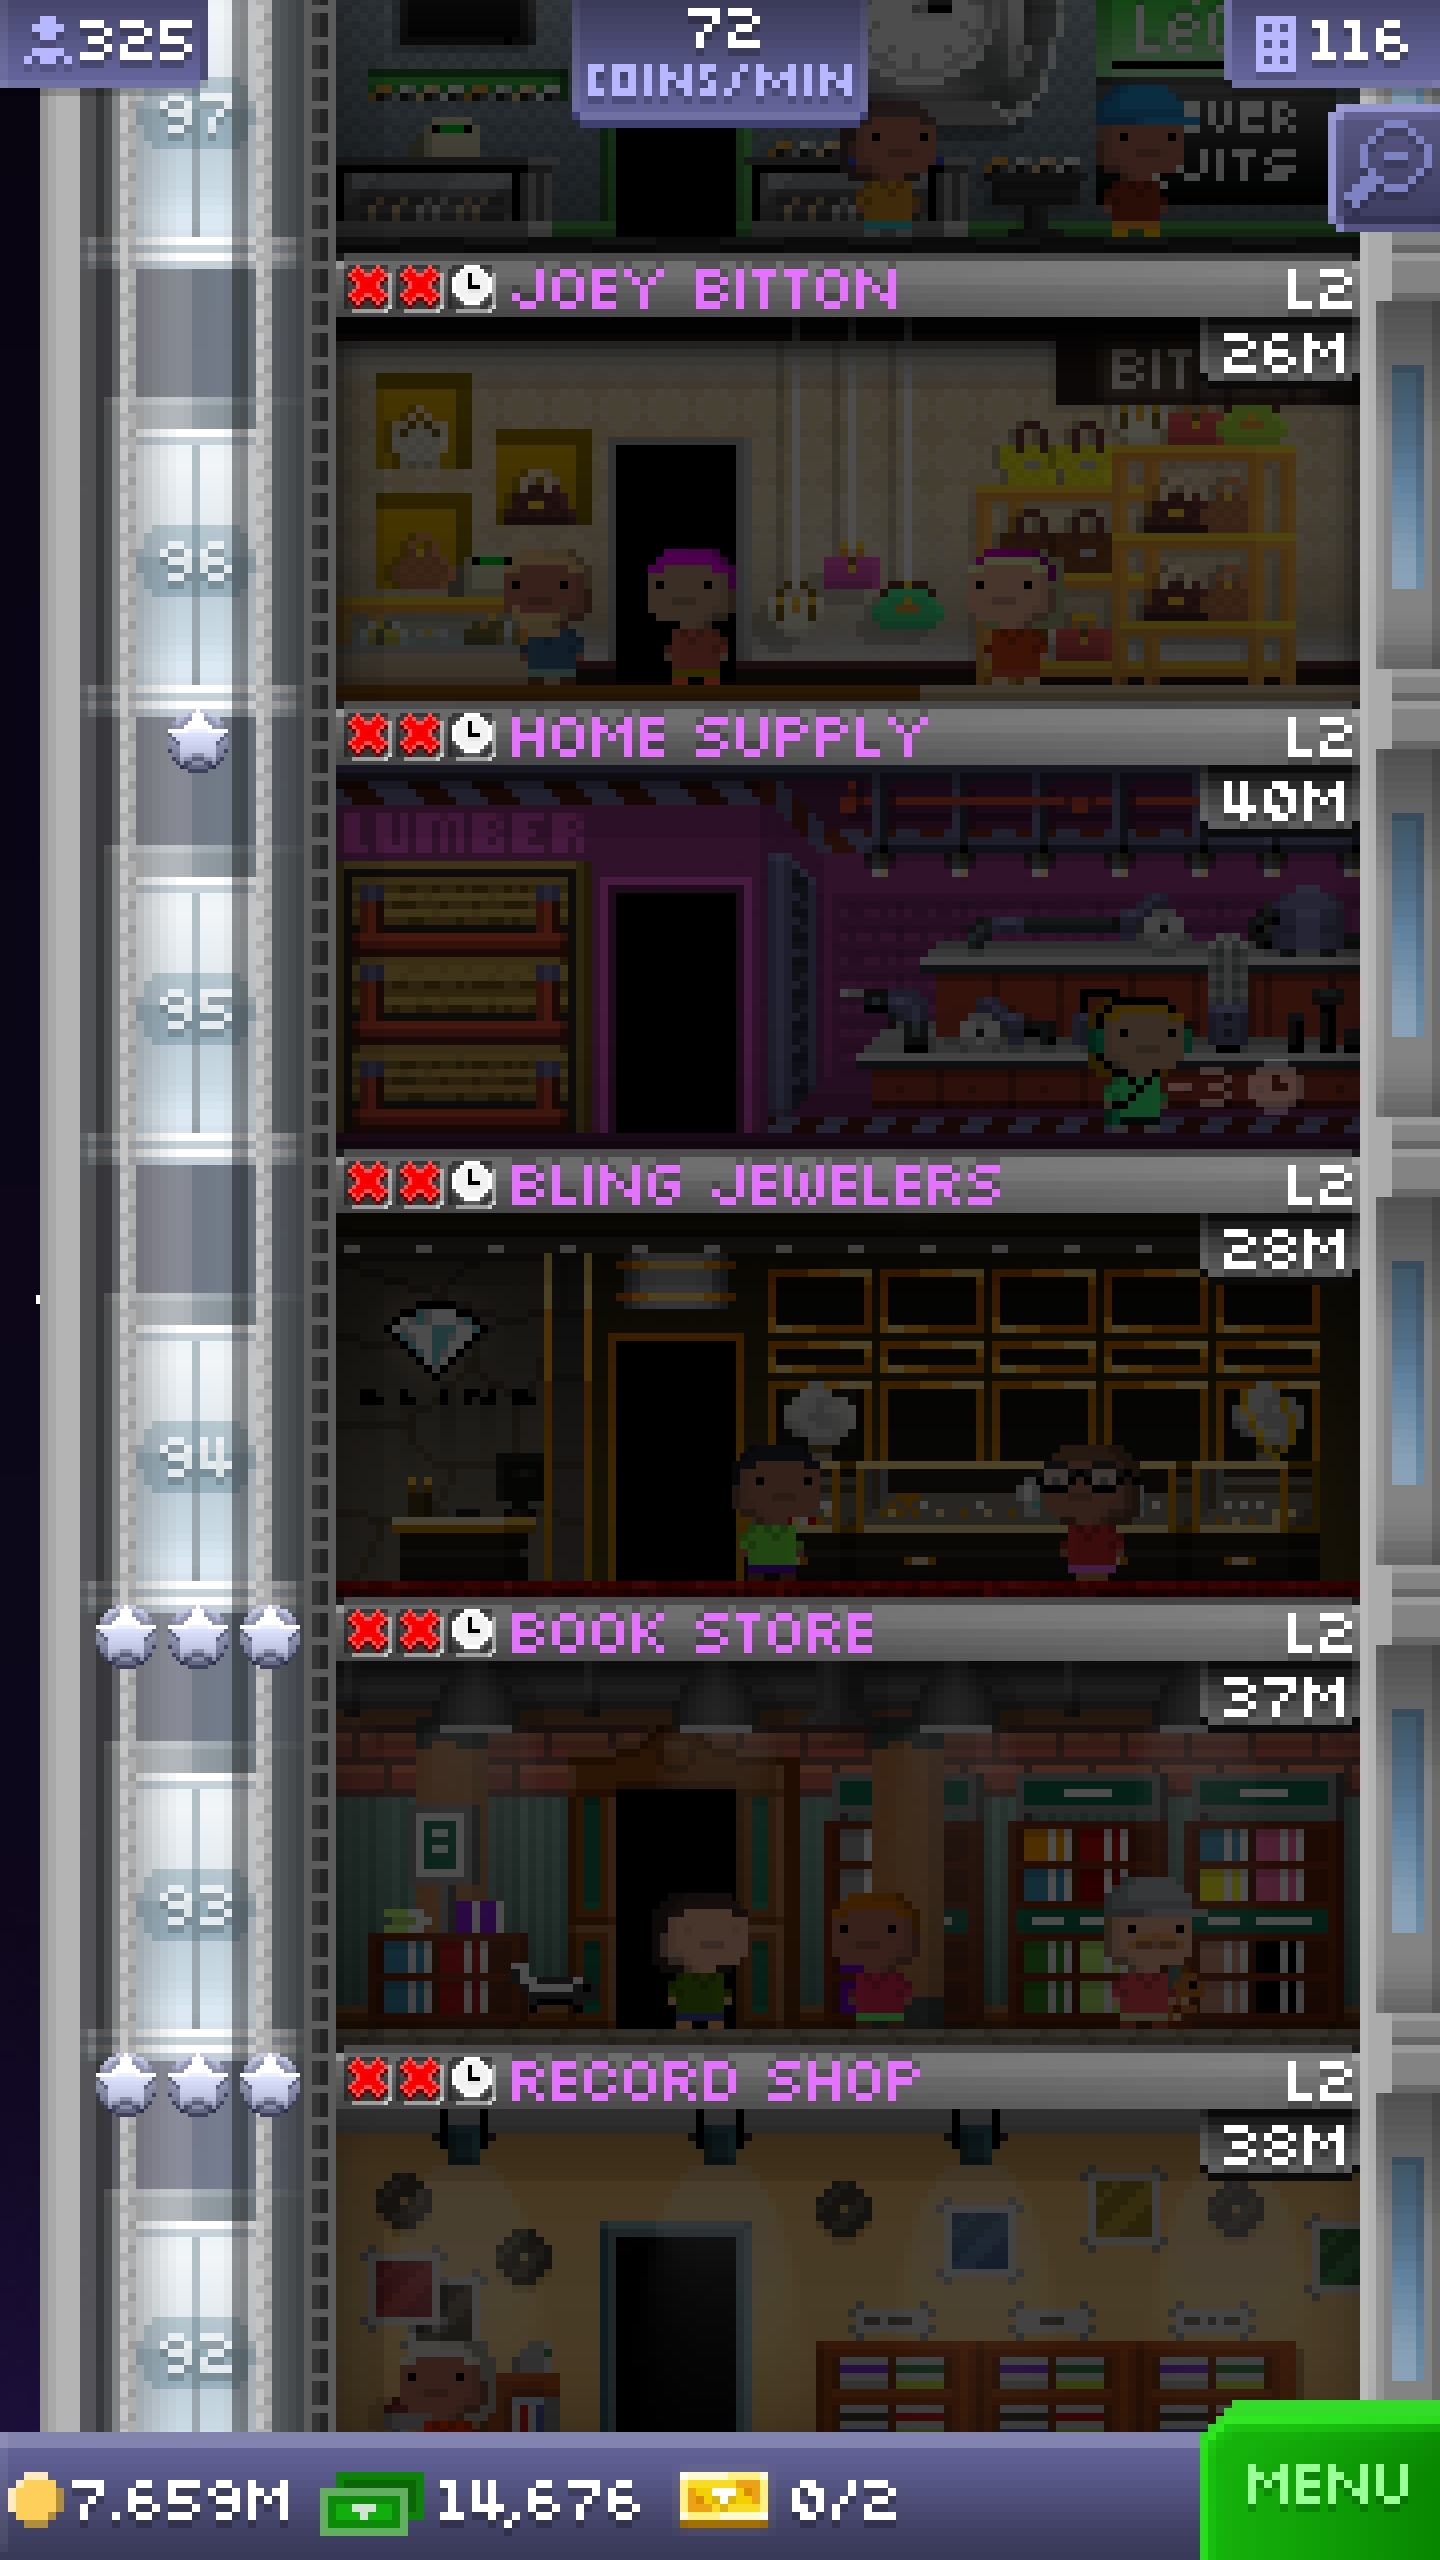 325
72
COINS/MIN
116
97
JOEY BITTON
L2
26M
BIT
96
HOME SUPPLY
L2
40M
LUMBER
95
3
BLING JEWELERS
L2
28M
BLING
94
BOOK STORE
L2
37M
93
RECORD SHOP
L2
38M
92
7.659M
14,676
0/2
MENU